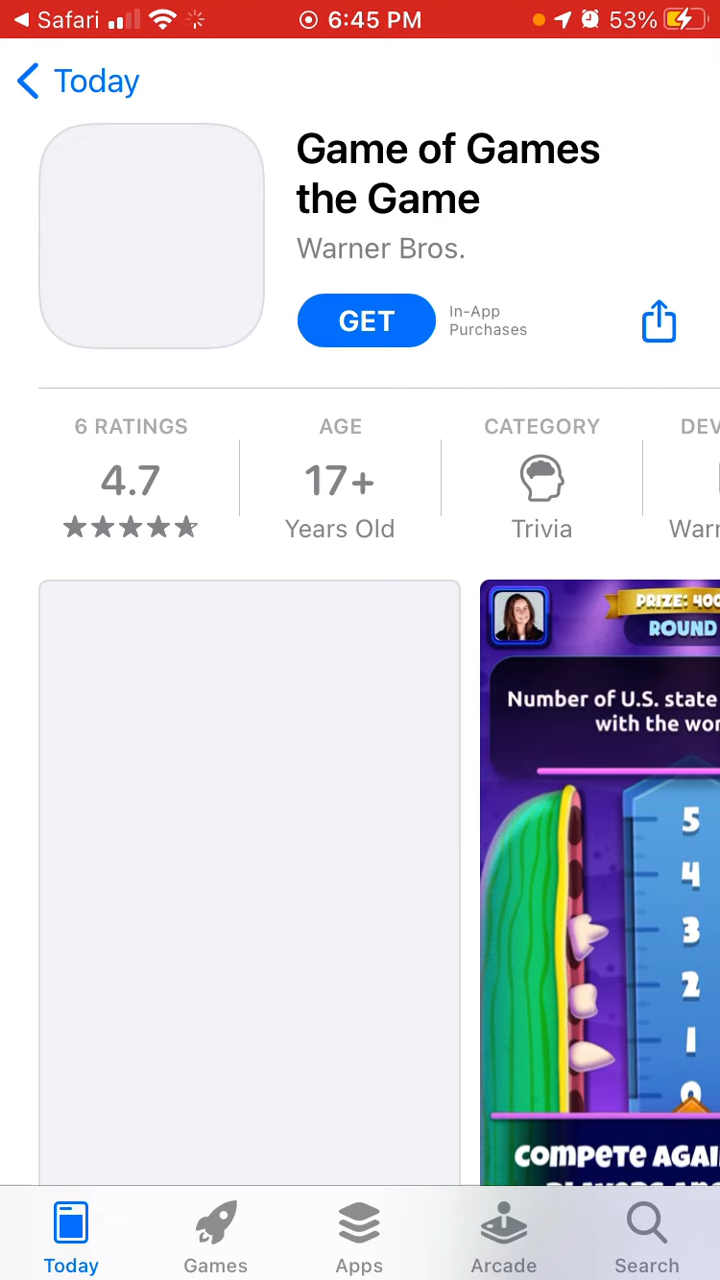 Safari 6:45 PM 53%
Today
Game of Games
the Game
Warner Bros.
GET
In-App
Purchases
6 RATINGS
4.7
AGE
17+
Years Old
CATEGORY
Trivia
PRIZE:
ROUND
Number of U.S. state
with the
5
4
3
2
1
0
COMPETE
Today
Games
Apps
Arcade
Search